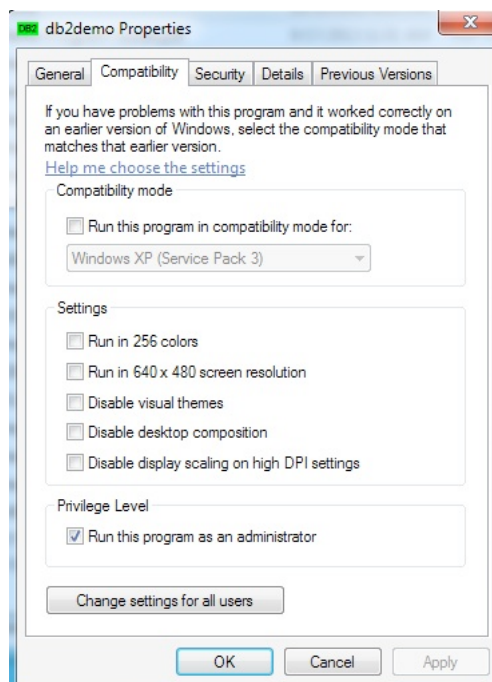 DB2 db2demo Properties
General Compatibility Security Details Previous Versions
If you have problems with this program and it worked correctly on
an earlier version of Windows, select the compatibility mode that
matches that earlier version.
Help me choose the settings
Compatibility mode
Run this program in compatibility mode for:
Windows XP (Service Pack 3)
Settings
Run in 256 colors
Run in 640 x 480 screen resolution
Disable visual themes
Disable desktop composition
Disable display scaling on high DPI settings
Privilege Level
Run this program as an administrator
Change settings for all users
OK Cancel Apply